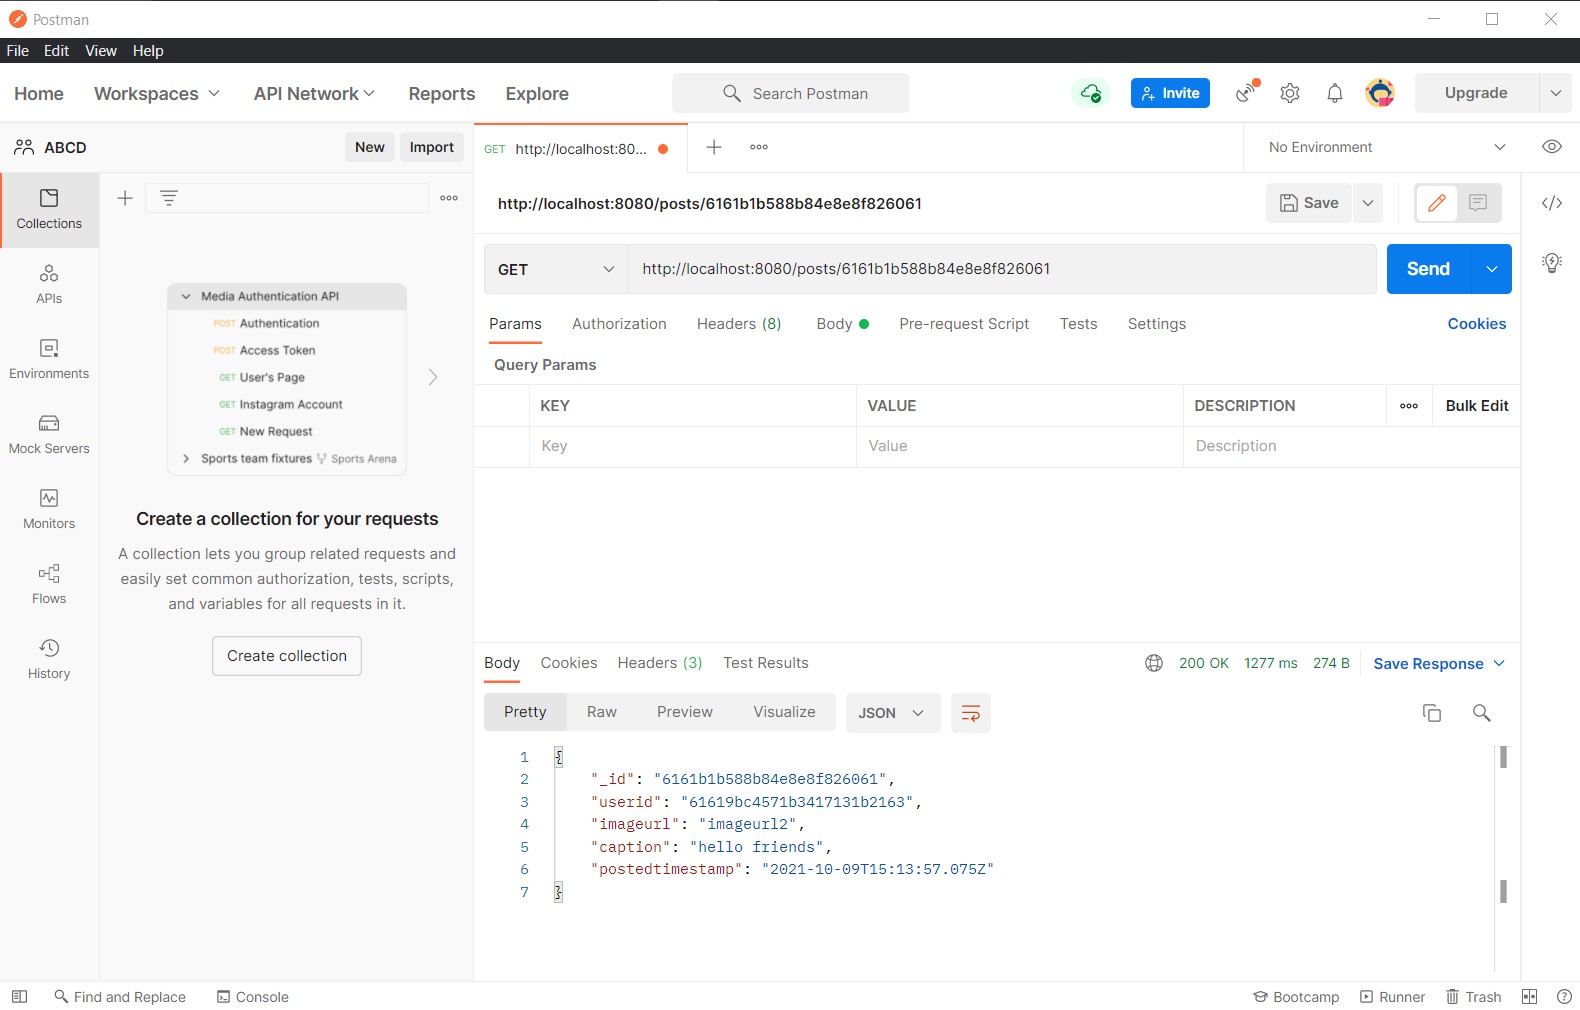 Postman
File Edit View Help
Home Workspaces API Network Reports Explore Search Postman Invite Upgrade
ABCD New Import GET http://localhost:80... No Environment
http://localhost:8080/posts/6161b1b588b84e8e8f826061 Save
Collections
APIs
Environments
Mock Servers
Monitors
Flows
History
Media Authentication API
POST Authentication
POST Access Token
GET User's Page
GET Instagram Account
GET New Request
Sports team fixtures Sports Arena
Create a collection for your requests
A collection lets you group related requests and
easily set common authorization, tests, scripts,
and variables for all requests in it.
Create collection
GET http://localhost:8080/posts/6161b1b588b84e8e8f826061 Send
Params Authorization Headers (8) Body Pre-request Script Tests Settings Cookies
Query Params
KEY VALUE DESCRIPTION Bulk Edit
Key Value Description
Body Cookies Headers (3) Test Results 200 OK 1277 ms 274 B Save Response
Pretty Raw Preview Visualize JSON
1 {
2 "_id": "6161b1b588b84e8e8f826061",
3 "userid": "61619bc4571b3417131b2163",
4 "imageurl": "imageurl2",
5 "caption": "hello friends",
6 "postedtimestamp": "2021-10-09T15:13:57.075Z"
7 }
Find and Replace Console Bootcamp Runner Trash